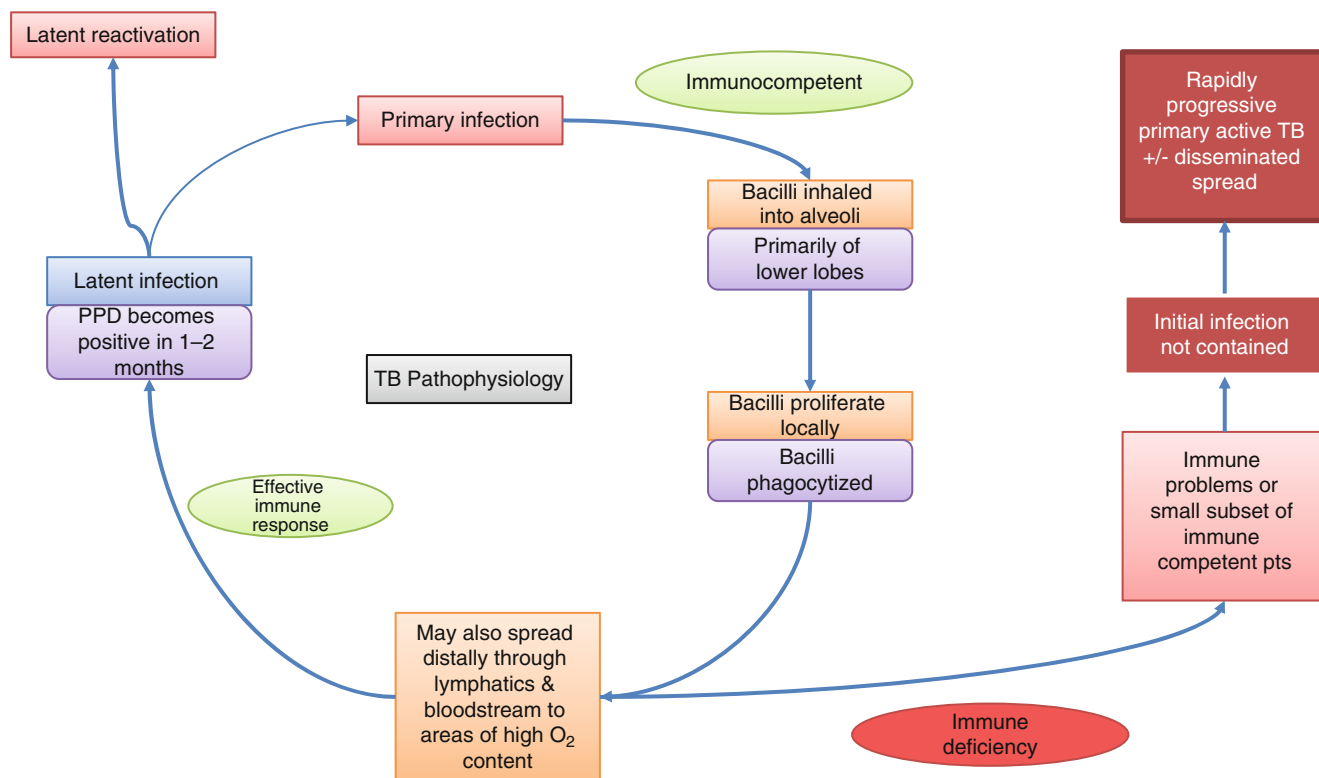 Latent reactivation
Primary infection
Immunocompetent
Bacilli inhaled
into alveoli
Primarily of
lower lobes
Bacilli proliferate
locally
Bacilli
phagocytized
May also spread
distally through
lymphatics &
bloodstream to
areas of high O₂
content
Effective
immune
response
Latent infection
PPD becomes
positive in 1–2
months
TB Pathophysiology
Immune
deficiency
Immune
problems or
small subset of
immune
competent pts
Initial infection
not contained
Rapidly
progressive
primary active TB
+/- disseminated
spread